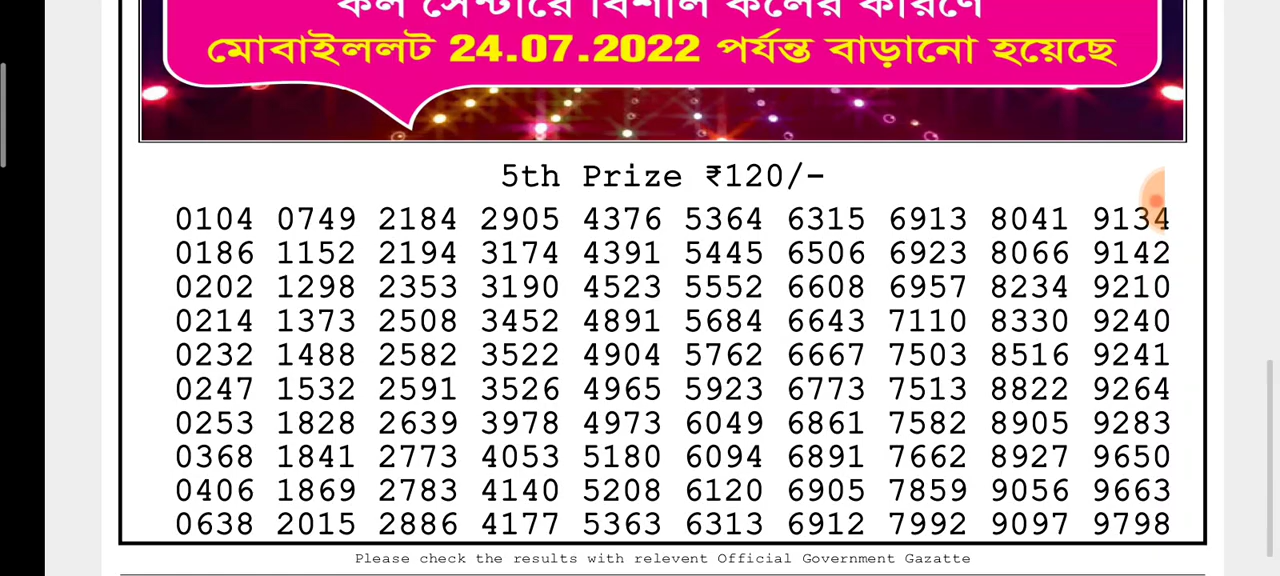 কল সেন্টারে বিশাল কলের কারণে
মোবাইললট 24.07.2022 পর্যন্ত বাড়ানো হয়েছে
5th Prize ₹120/-
0104 0749 2184 2905 4376 5364 6315 6913 8041 9134
0186 1152 2194 3174 4391 5445 6506 6923 8066 9142
0202 1298 2353 3190 4523 5552 6608 6957 8234 9210
0214 1373 2508 3452 4891 5684 6643 7110 8330 9240
0232 1488 2582 3522 4904 5762 6667 7503 8516 9241
0247 1532 2591 3526 4965 5923 6773 7513 8822 9264
0253 1828 2639 3978 4973 6049 6861 7582 8905 9283
0368 1841 2773 4053 5180 6094 6891 7662 8927 9650
0406 1869 2783 4140 5208 6120 6905 7859 9056 9663
0638 2015 2886 4177 5363 6313 6912 7992 9097 9798
Please check the results with relevent Official Government Gazatte